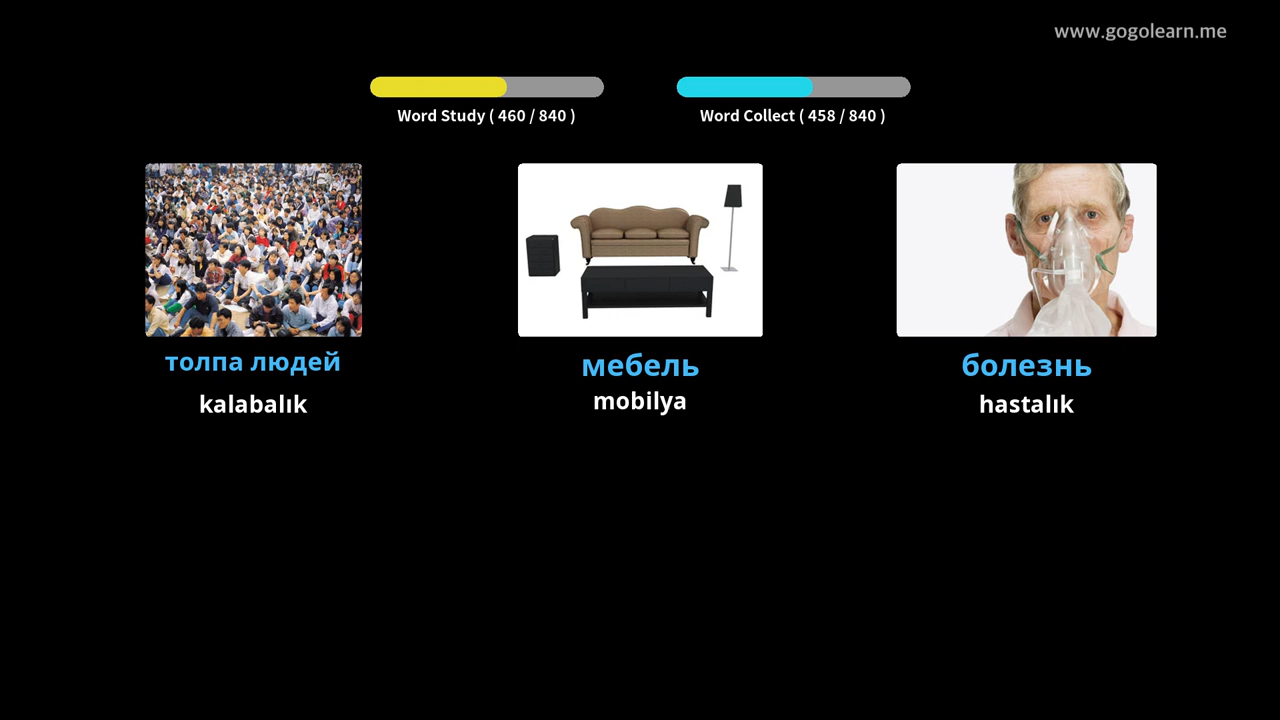 www.gogolearn.me
Word Study ( 460 / 840 )
Word Collect ( 458 / 840 )
толпа людей
мебель
болезнь
kalabalık
mobilya
hastalık